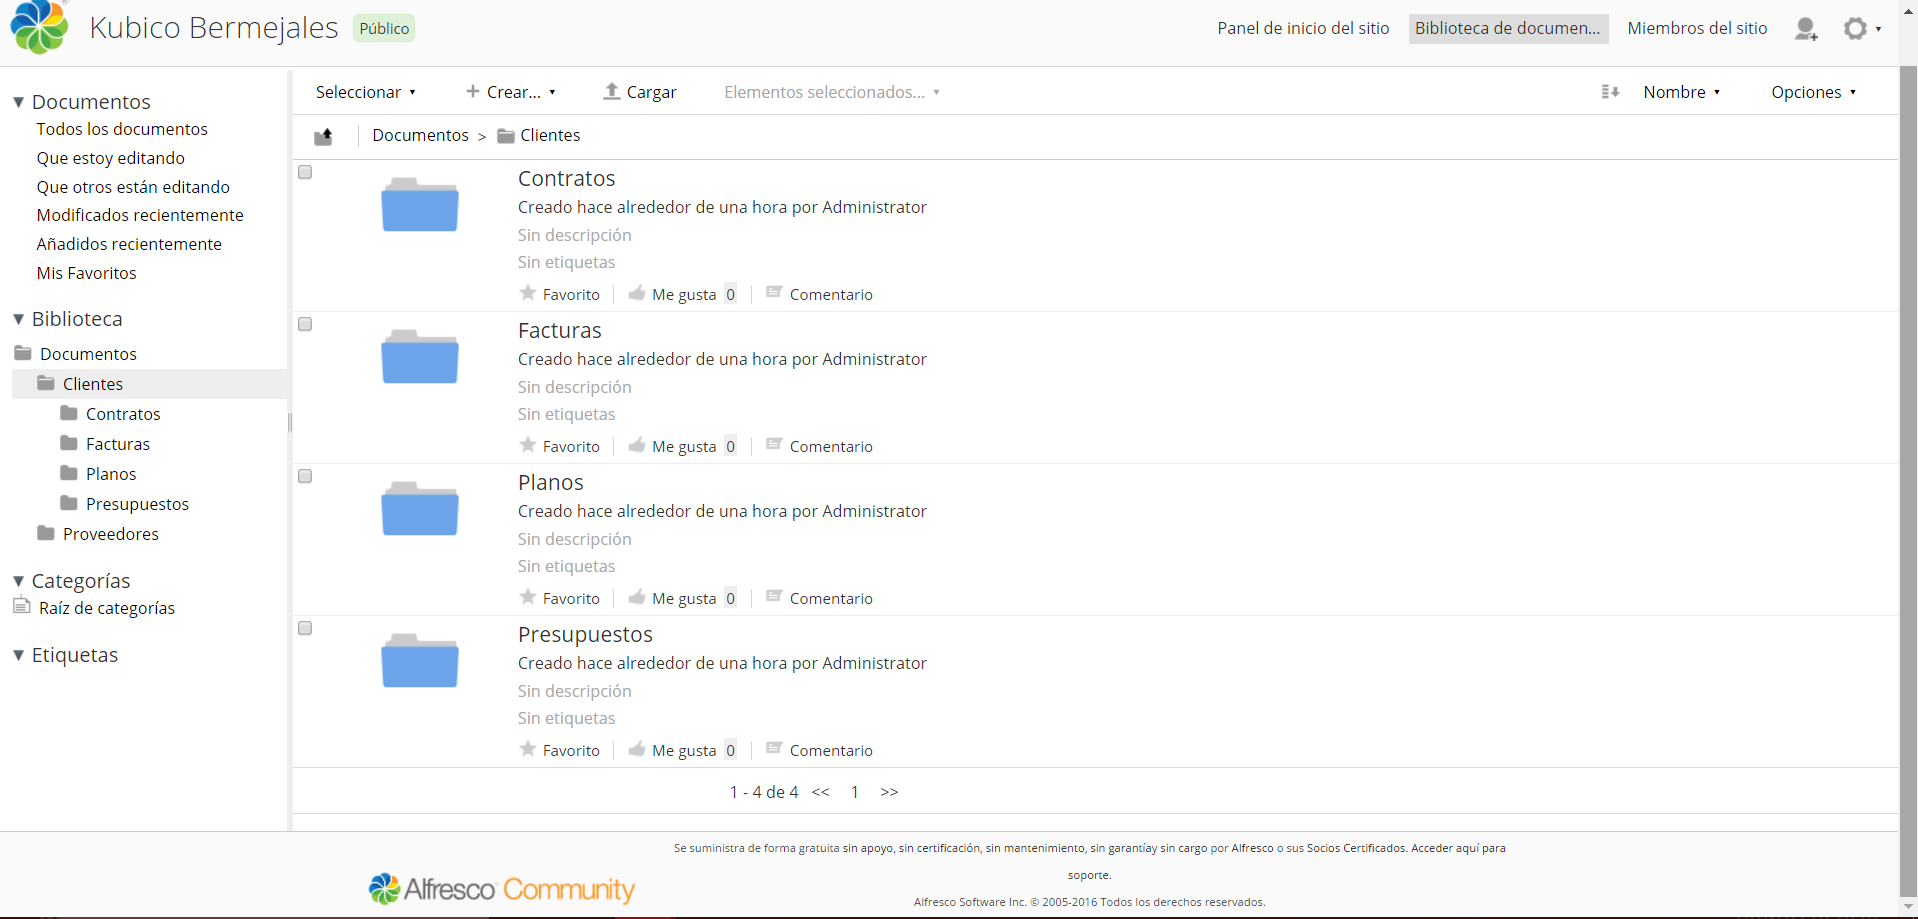 Kubico Bermejales Público Panel de inicio del sitio Biblioteca de documen... Miembros del sitio
Documentos
Todos los documentos
Que estoy editando
Que otros están editando
Modificados recientemente
Añadidos recientemente
Mis Favoritos
Biblioteca
Documentos
Clientes
Contratos
Facturas
Planos
Presupuestos
Proveedores
Categorías
Raíz de categorías
Etiquetas
Seleccionar Crear... Cargar Elementos seleccionados... Nombre Opciones
Documentos > Clientes
Contratos
Creado hace alrededor de una hora por Administrator
Sin descripción
Sin etiquetas
Favorito Me gusta 0 Comentario
Facturas
Creado hace alrededor de una hora por Administrator
Sin descripción
Sin etiquetas
Favorito Me gusta 0 Comentario
Planos
Creado hace alrededor de una hora por Administrator
Sin descripción
Sin etiquetas
Favorito Me gusta 0 Comentario
Presupuestos
Creado hace alrededor de una hora por Administrator
Sin descripción
Sin etiquetas
Favorito Me gusta 0 Comentario
1 - 4 de 4 << 1 >>
Alfresco Community
Se suministra de forma gratuita sin apoyo, sin certificación, sin mantenimiento, sin garantíay sin cargo por Alfresco o sus Socios Certificados. Acceder aquí para
soporte.
Alfresco Software Inc. © 2005-2016 Todos los derechos reservados.